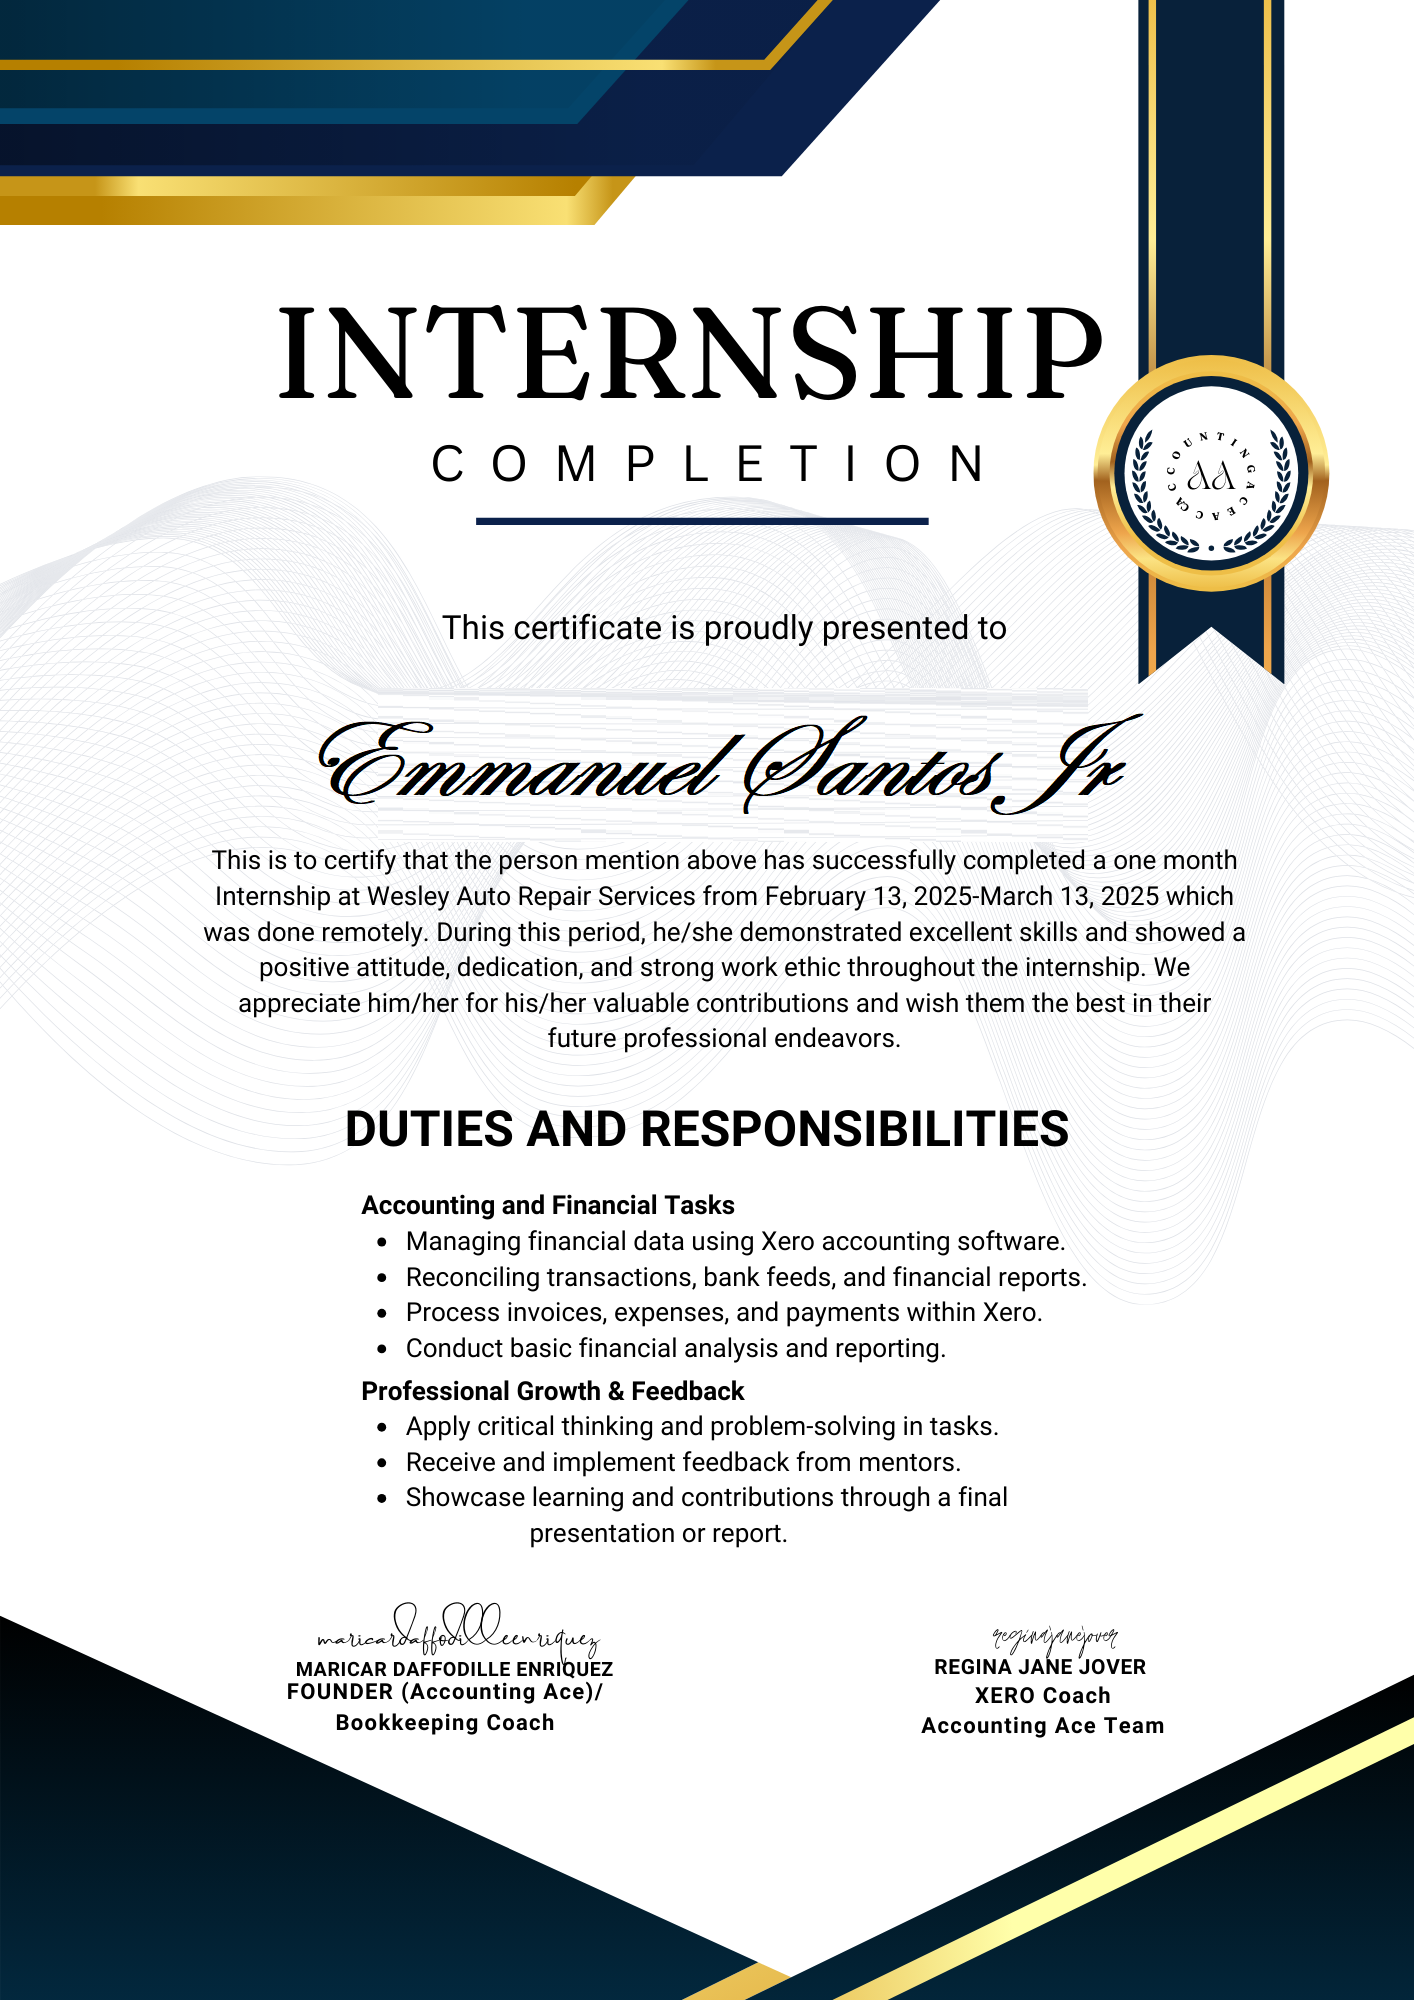 INTERNSHIP
COMPLETION
ACCOUNTING ACE
AA
This certificate is proudly presented to
Emmanuel Santos Jr
This is to certify that the person mention above has successfully completed a one month
Internship at Wesley Auto Repair Services from February 13, 2025-March 13, 2025 which
was done remotely. During this period, he/she demonstrated excellent skills and showed a
positive attitude, dedication, and strong work ethic throughout the internship. We
appreciate him/her for his/her valuable contributions and wish them the best in their
future professional endeavors.
DUTIES AND RESPONSIBILITIES
Accounting and Financial Tasks
• Managing financial data using Xero accounting software.
• Reconciling transactions, bank feeds, and financial reports.
• Process invoices, expenses, and payments within Xero.
• Conduct basic financial analysis and reporting.
Professional Growth & Feedback
• Apply critical thinking and problem-solving in tasks.
• Receive and implement feedback from mentors.
• Showcase learning and contributions through a final
presentation or report.
maricardaffodilleenriquez
MARICAR DAFFODILLE ENRIQUEZ
FOUNDER (Accounting Ace)/
Bookkeeping Coach
reginajanejover
REGINA JANE JOVER
XERO Coach
Accounting Ace Team